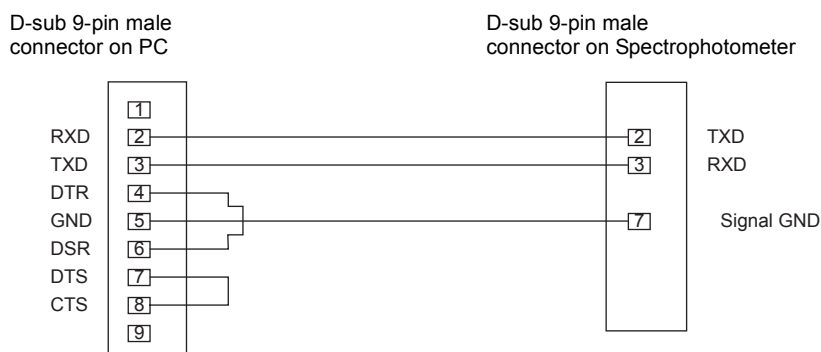 D-sub 9-pin male
connector on PC
D-sub 9-pin male
connector on Spectrophotometer
1
RXD 2 2 TXD
TXD 3 3 RXD
DTR 4
GND 5 7 Signal GND
DSR 6
DTS 7
CTS 8
9